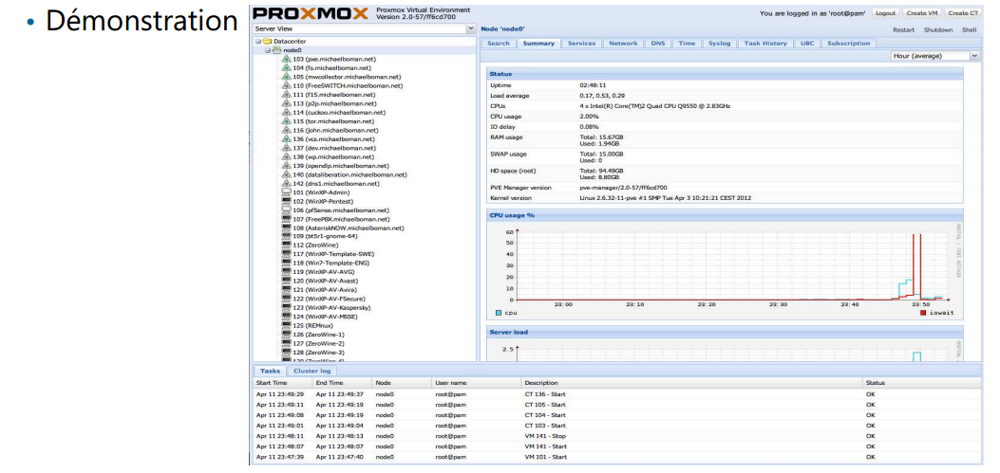 • Démonstration
PROXMOX Proxmox Virtual Environment
Version 2.0-57/ff6cd700
You are logged in as 'root@pam' Logout Create VM Create CT
Server View
Node 'node0'
Restart Shutdown Shell
Search Summary Services Network DNS Time Syslog Task History UBC Subscription
Hour (average)
Datacenter
node0
103 (pxe.michaelboman.net)
104 (fs.michaelboman.net)
105 (mwcollector.michaelboman.net)
110 (FreeSWITCH.michaelboman.net)
111 (f15.michaelboman.net)
113 (p2p.michaelboman.net)
114 (cuckoo.michaelboman.net)
115 (tor.michaelboman.net)
116 (john.michaelboman.net)
136 (vcs.michaelboman.net)
137 (dev.michaelboman.net)
138 (wp.michaelboman.net)
139 (opendlp.michaelboman.net)
140 (dataliberation.michaelboman.net)
142 (dns1.michaelboman.net)
101 (WinXP-Admin)
102 (WinXP-Pentest)
106 (pfSense.michaelboman.net)
107 (FreePBX.michaelboman.net)
108 (AsteriskNOW.michaelboman.net)
109 (bt5r1-gnome-64)
112 (ZeroWine)
117 (WinXP-Template-SWE)
118 (Win7-Template-ENG)
119 (WinXP-AV-AVG)
120 (WinXP-AV-Avast)
121 (WinXP-AV-Avira)
122 (WinXP-AV-FSecure)
123 (WinXP-AV-Kaspersky)
124 (WinXP-AV-MSSE)
125 (REMnux)
126 (ZeroWine-1)
127 (ZeroWine-2)
128 (ZeroWine-3)
129 (ZeroWine-4)
Status
Uptime 02:48:11
Load average 0.17, 0.53, 0.29
CPUs 4 x Intel(R) Core(TM)2 Quad CPU Q9550 @ 2.83GHz
CPU usage 2.00%
IO delay 0.08%
RAM usage Total: 15.67GB
Used: 1.94GB
SWAP usage Total: 15.00GB
Used: 0
HD space (root) Total: 94.49GB
Used: 8.80GB
PVE Manager version pve-manager/2.0-57/ff6cd700
Kernel version Linux 2.6.32-11-pve #1 SMP Tue Apr 3 10:21:21 CEST 2012
CPU usage %
60
50
40
30
20
10
0
23:00 23:10 23:20 23:30 23:40 23:50
cpu iowait
Server load
2.5
Tasks Cluster log
Start Time End Time Node User name Description Status
Apr 11 23:49:29 Apr 11 23:49:37 node0 root@pam CT 136 - Start OK
Apr 11 23:49:11 Apr 11 23:49:19 node0 root@pam CT 105 - Start OK
Apr 11 23:49:08 Apr 11 23:49:19 node0 root@pam CT 104 - Start OK
Apr 11 23:49:01 Apr 11 23:49:04 node0 root@pam CT 103 - Start OK
Apr 11 23:48:11 Apr 11 23:48:13 node0 root@pam VM 141 - Stop OK
Apr 11 23:48:07 Apr 11 23:48:07 node0 root@pam VM 141 - Start OK
Apr 11 23:47:39 Apr 11 23:47:40 node0 root@pam VM 101 - Start OK